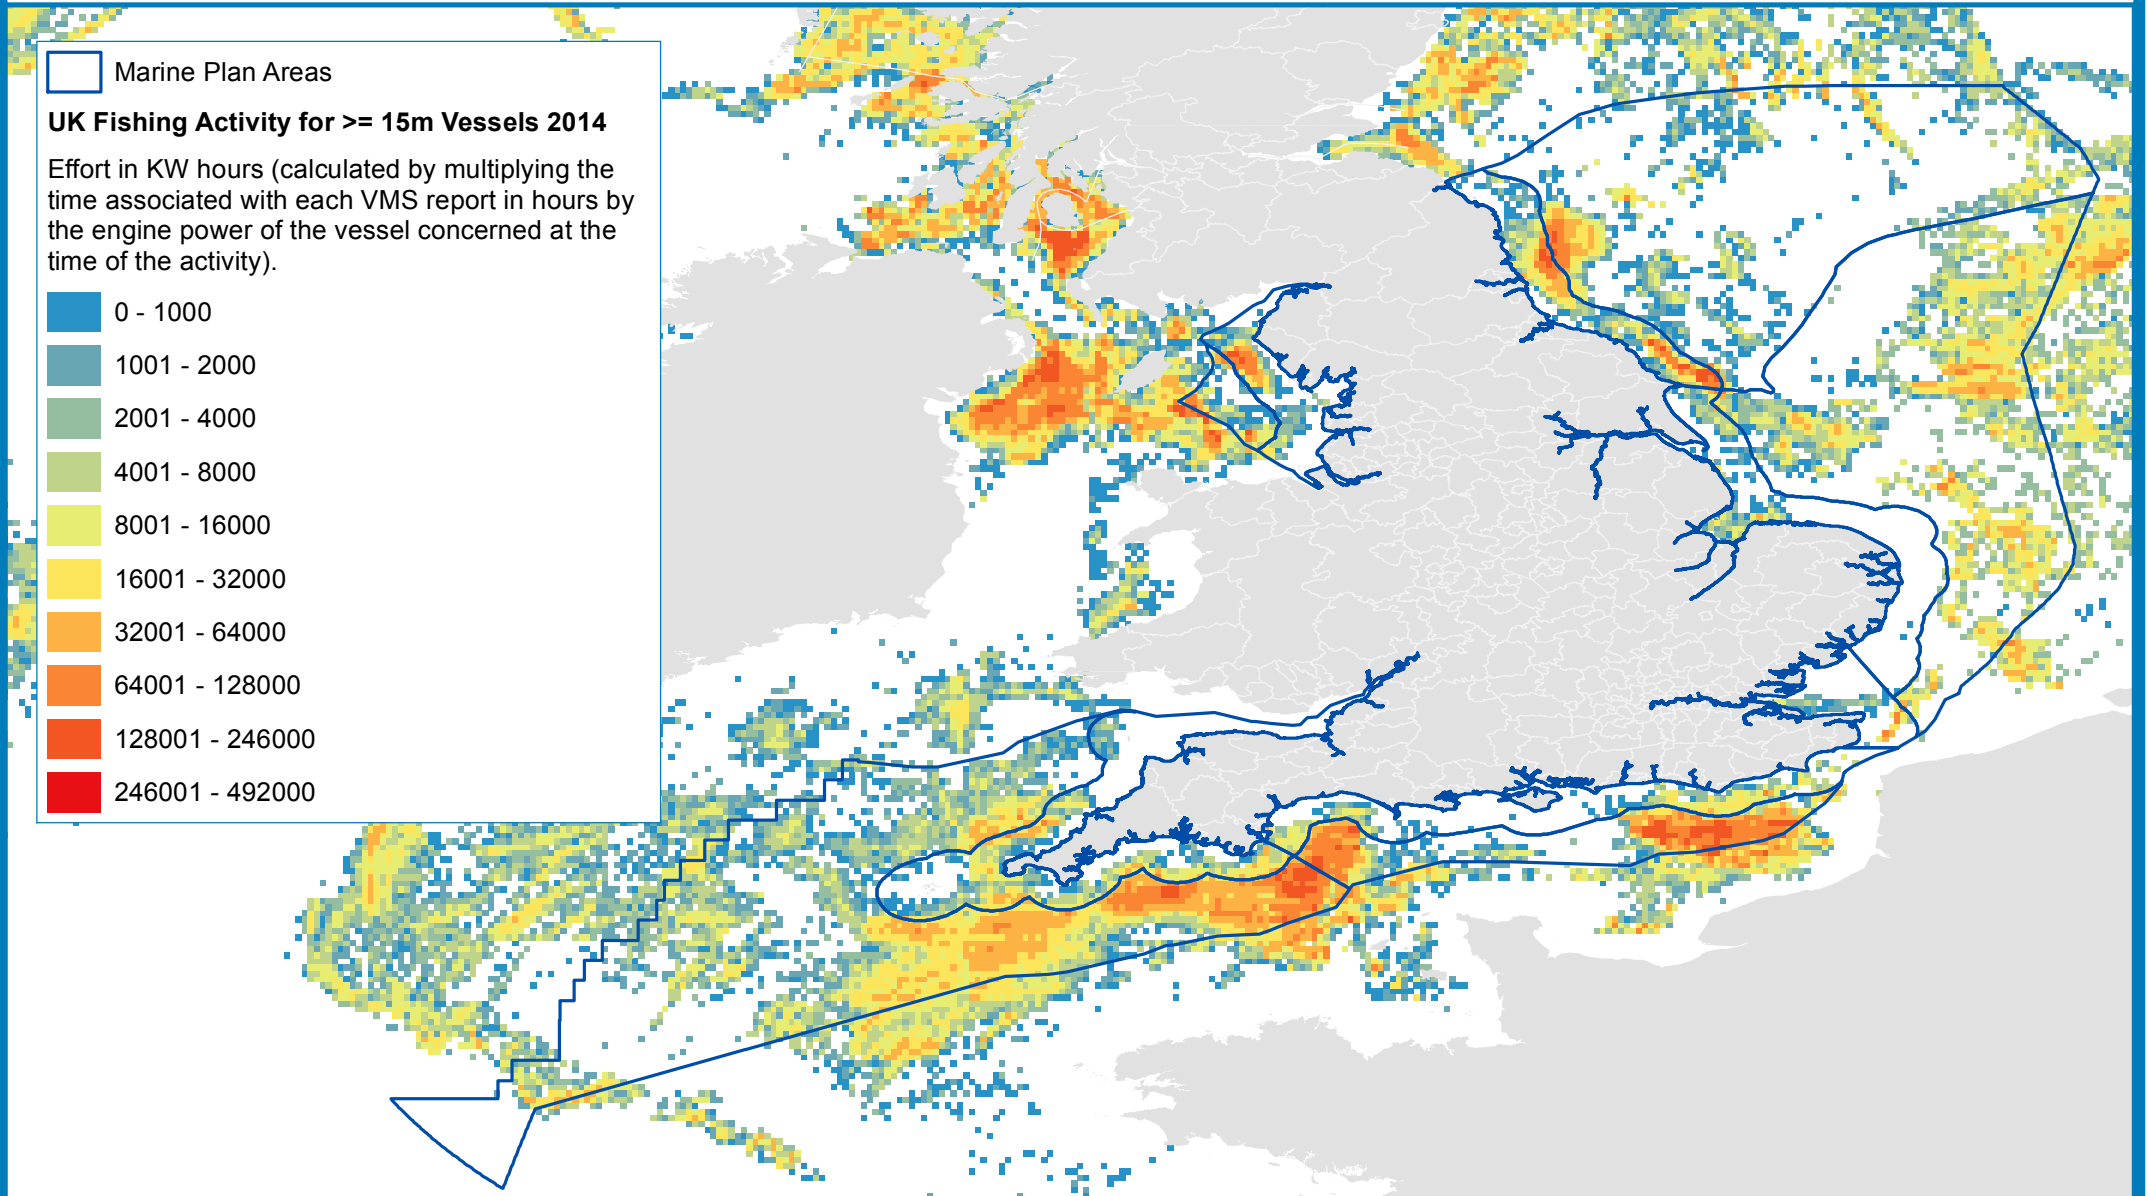 Marine Plan Areas
UK Fishing Activity for >= 15m Vessels 2014
Effort in KW hours (calculated by multiplying the
time associated with each VMS report in hours by
the engine power of the vessel concerned at the
time of the activity).
0 - 1000
1001 - 2000
2001 - 4000
4001 - 8000
8001 - 16000
16001 - 32000
32001 - 64000
64001 - 128000
128001 - 246000
246001 - 492000